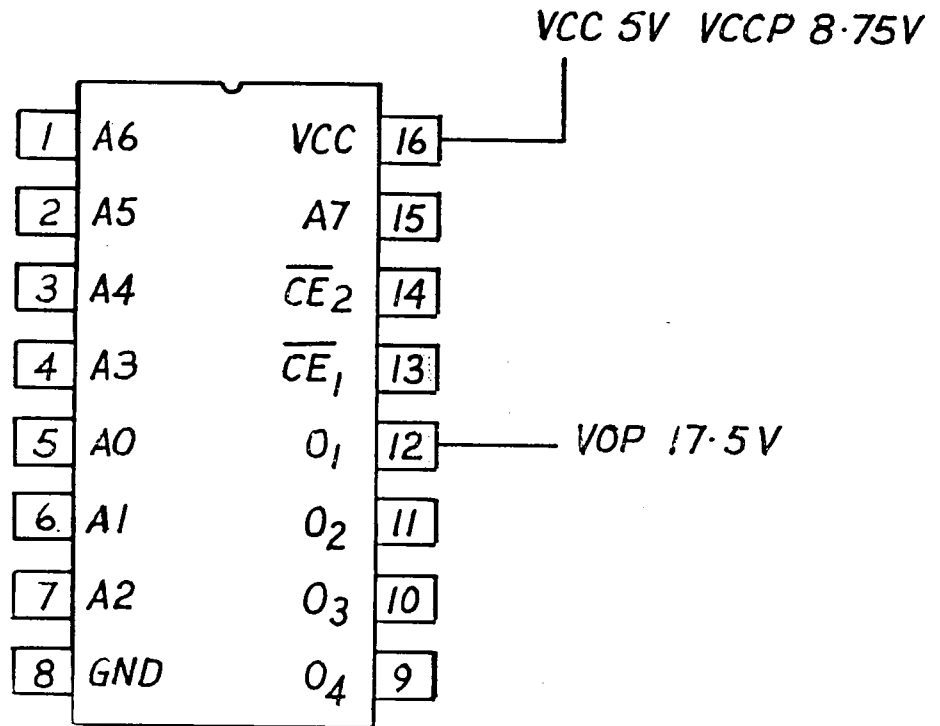 VCC 5V VCCP 8·75V
1 A6 VCC 16
2 A5 A7 15
3 A4 C̅E̅2 14
4 A3 C̅E̅1 13
5 A0 O1 12 VOP 17·5V
6 A1 O2 11
7 A2 O3 10
8 GND O4 9